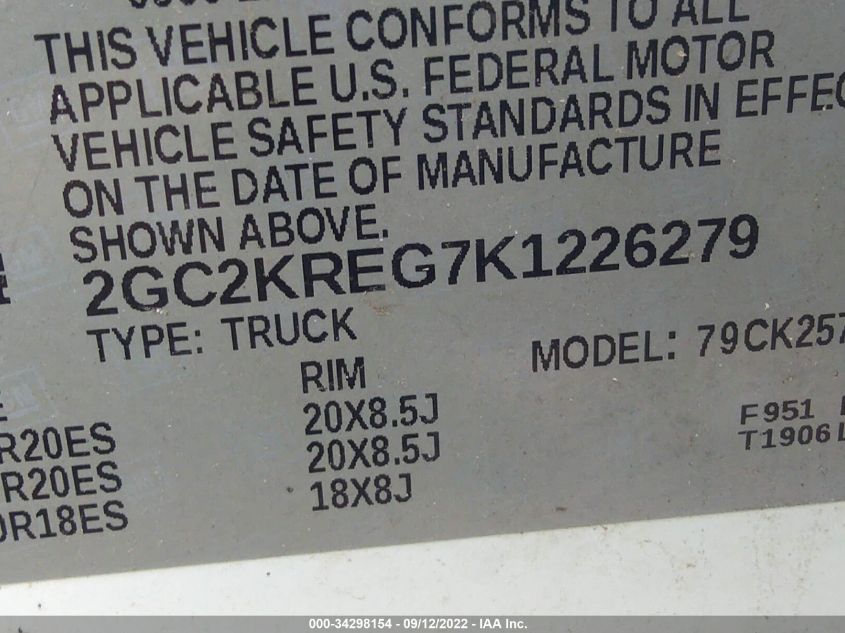 THIS VEHICLE CONFORMS TO ALL
APPLICABLE U.S. FEDERAL MOTOR
VEHICLE SAFETY STANDARDS IN EFFEC
ON THE DATE OF MANUFACTURE
SHOWN ABOVE.
2GC2KREG7K1226279
TYPE: TRUCK
MODEL: 79CK257
RIM
R20ES 20X8.5J
R20ES 20X8.5J
0R18ES 18X8J
F951
T1906
000-34298154 - 09/12/2022 - IAA Inc.